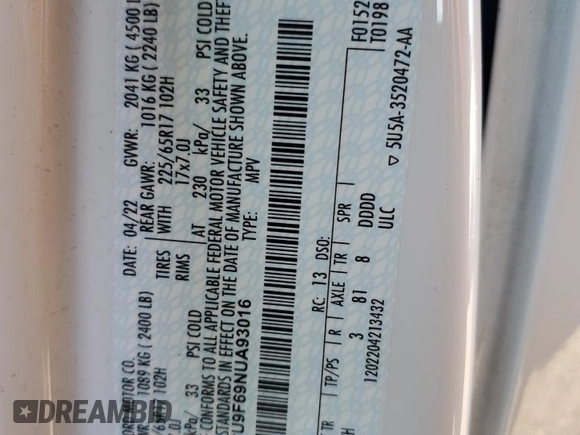 MOTOR CO. DATE: 04/22 GVWR: 2041 KG ( 4500 L
1089 KG ( 2400 LB) REAR GAWR: 1016 KG ( 2240 LB)
102H TIRES WITH 225/65R17 102H
RIMS 17x7.0J
kPa/ 33 PSI COLD AT 230 kPa/ 33 PSI COLD
CONFORMS TO ALL APPLICABLE FEDERAL MOTOR VEHICLE SAFETY AND THEFT
IN EFFECT ON THE DATE OF MANUFACTURE SHOWN ABOVE.
U9F69NUA93016 TYPE: MPV
F0152
T0198
RC: 13 DSO:
TR TP/PS R AXLE TR SPR
H 3 81 8 DDDD
1202204213432 ULC
▽ 5U5A-3520472-AA
DREAMBID